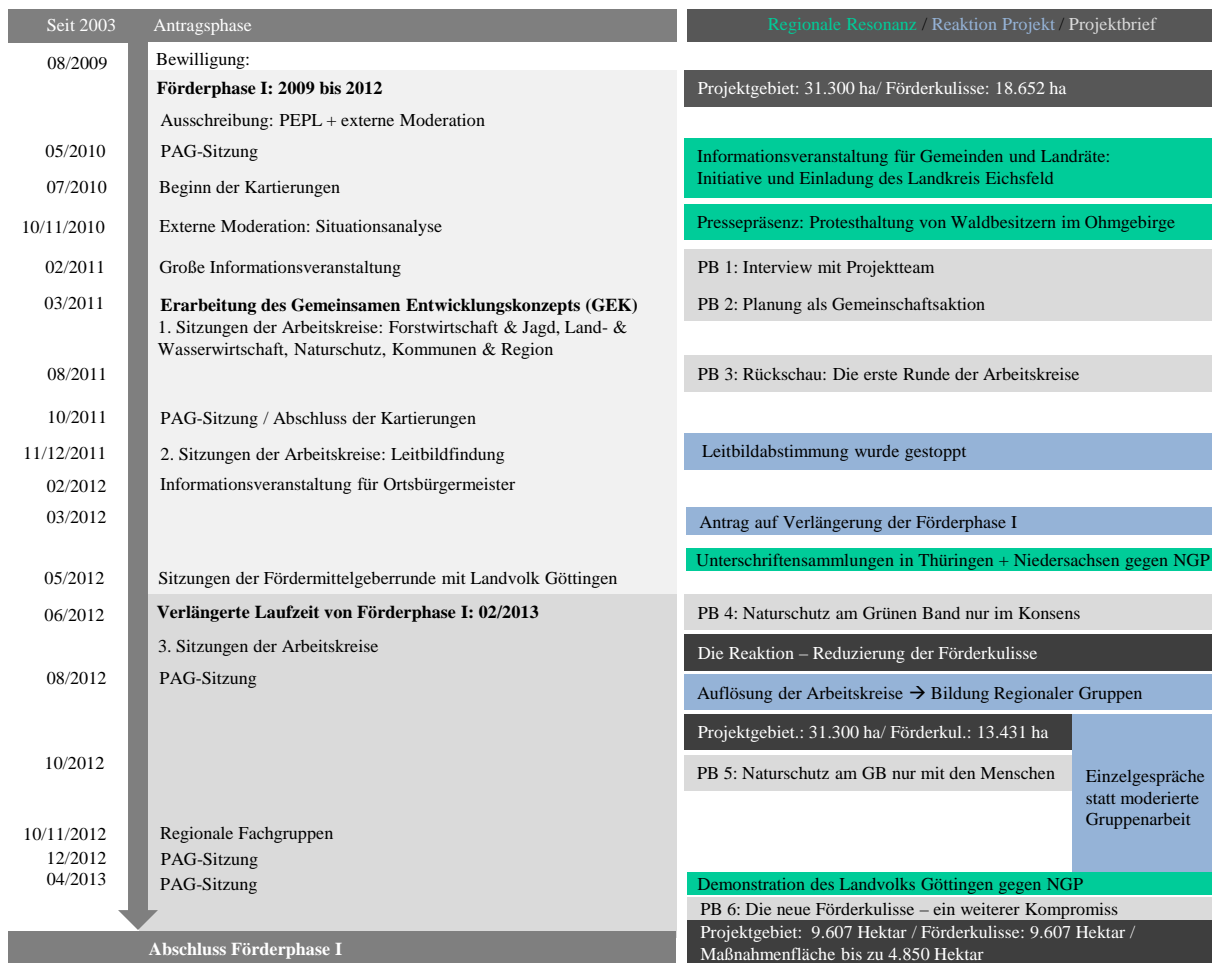 Seit 2003 Antragsphase Regionale Resonanz / Reaktion Projekt / Projektbrief
08/2009 Bewilligung:
Förderphase I: 2009 bis 2012 Projektgebiet: 31.300 ha/ Förderkulisse: 18.652 ha
Ausschreibung: PEPL + externe Moderation
05/2010 PAG-Sitzung
Informationsveranstaltung für Gemeinden und Landräte:
Initiative und Einladung des Landkreis Eichsfeld
07/2010 Beginn der Kartierungen
10/11/2010 Externe Moderation: Situationsanalyse Pressepräsenz: Protesthaltung von Waldbesitzern im Ohmgebirge
02/2011 Große Informationsveranstaltung PB 1: Interview mit Projektteam
03/2011 Erarbeitung des Gemeinsamen Entwicklungskonzepts (GEK) PB 2: Planung als Gemeinschaftsaktion
1. Sitzungen der Arbeitskreise: Forstwirtschaft & Jagd, Land- &
Wasserwirtschaft, Naturschutz, Kommunen & Region
08/2011 PB 3: Rückschau: Die erste Runde der Arbeitskreise
10/2011 PAG-Sitzung / Abschluss der Kartierungen
11/12/2011 2. Sitzungen der Arbeitskreise: Leitbildfindung Leitbildabstimmung wurde gestoppt
02/2012 Informationsveranstaltung für Ortsbürgermeister
03/2012 Antrag auf Verlängerung der Förderphase I
Unterschriftensammlungen in Thüringen + Niedersachsen gegen NGP
05/2012 Sitzungen der Fördermittelgeberrunde mit Landvolk Göttingen
06/2012 Verlängerte Laufzeit von Förderphase I: 02/2013 PB 4: Naturschutz am Grünen Band nur im Konsens
3. Sitzungen der Arbeitskreise Die Reaktion – Reduzierung der Förderkulisse
08/2012 PAG-Sitzung Auflösung der Arbeitskreise → Bildung Regionaler Gruppen
Projektgebiet.: 31.300 ha/ Förderkul.: 13.431 ha
10/2012 PB 5: Naturschutz am GB nur mit den Menschen
Einzelgespräche
statt moderierte
Gruppenarbeit
10/11/2012 Regionale Fachgruppen
12/2012 PAG-Sitzung
04/2013 PAG-Sitzung Demonstration des Landvolks Göttingen gegen NGP
PB 6: Die neue Förderkulisse – ein weiterer Kompromiss
Abschluss Förderphase I
Projektgebiet: 9.607 Hektar / Förderkulisse: 9.607 Hektar /
Maßnahmenfläche bis zu 4.850 Hektar